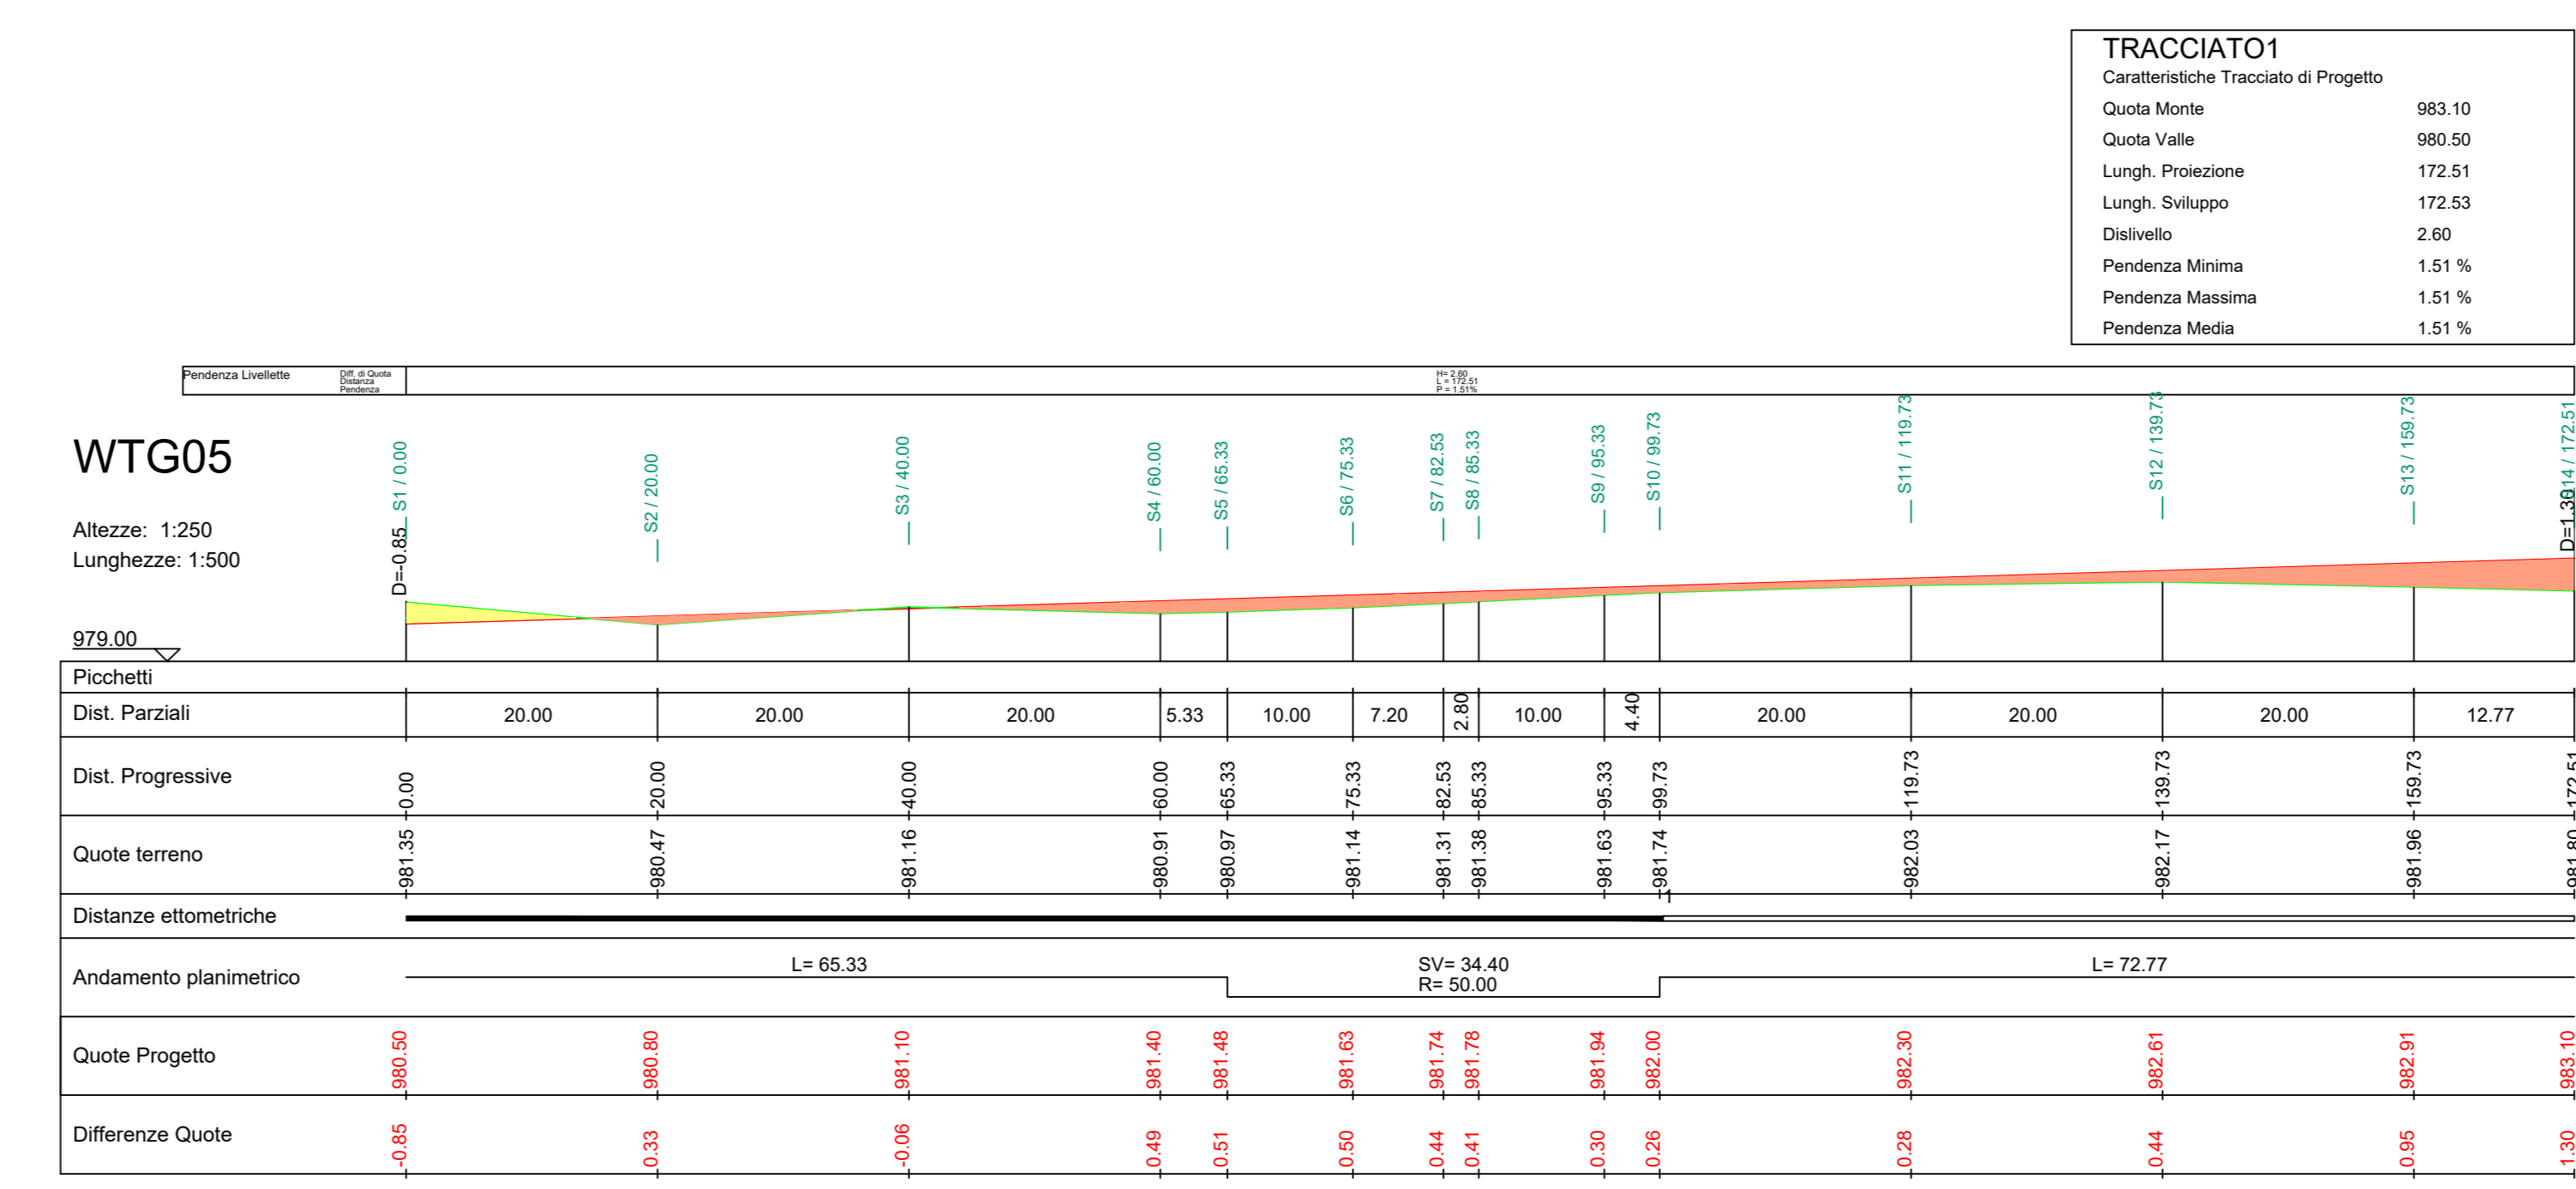 TRACCIATO1
Caratteristiche Tracciato di Progetto
Quota Monte 983.10
Quota Valle 980.50
Lungh. Proiezione 172.51
Lungh. Sviluppo 172.53
Dislivello 2.60
Pendenza Minima 1.51 %
Pendenza Massima 1.51 %
Pendenza Media 1.51 %
Pendenza Livellette
Diff. di Quota
Distanza
Pendenza
H= 2.60
L = 172.51
P = 1.51%
WTG05
Altezze: 1:250
Lunghezze: 1:500
979.00
S1 / 0.00
S2 / 20.00
S3 / 40.00
S4 / 60.00
S5 / 65.33
S6 / 75.33
S7 / 82.53
S8 / 85.33
S9 / 95.33
S10 / 99.73
S11 / 119.73
S12 / 139.73
S13 / 159.73
S14 / 172.51
D=-0.85
D=1.30
Picchetti
Dist. Parziali 20.00 20.00 20.00 5.33 10.00 7.20 2.80 10.00 4.40 20.00 20.00 20.00 12.77
Dist. Progressive 0.00 20.00 40.00 60.00 65.33 75.33 82.53 85.33 95.33 99.73 119.73 139.73 159.73 172.51
Quote terreno 981.35 980.47 981.16 980.91 980.97 981.14 981.31 981.38 981.63 981.74 982.03 982.17 981.96 981.80
Distanze ettometriche 1
Andamento planimetrico L= 65.33 SV= 34.40 R= 50.00 L= 72.77
Quote Progetto 980.50 980.80 981.10 981.40 981.48 981.63 981.74 981.78 981.94 982.00 982.30 982.61 982.91 983.10
Differenze Quote -0.85 0.33 -0.06 0.49 0.51 0.50 0.44 0.41 0.30 0.26 0.28 0.44 0.95 1.30